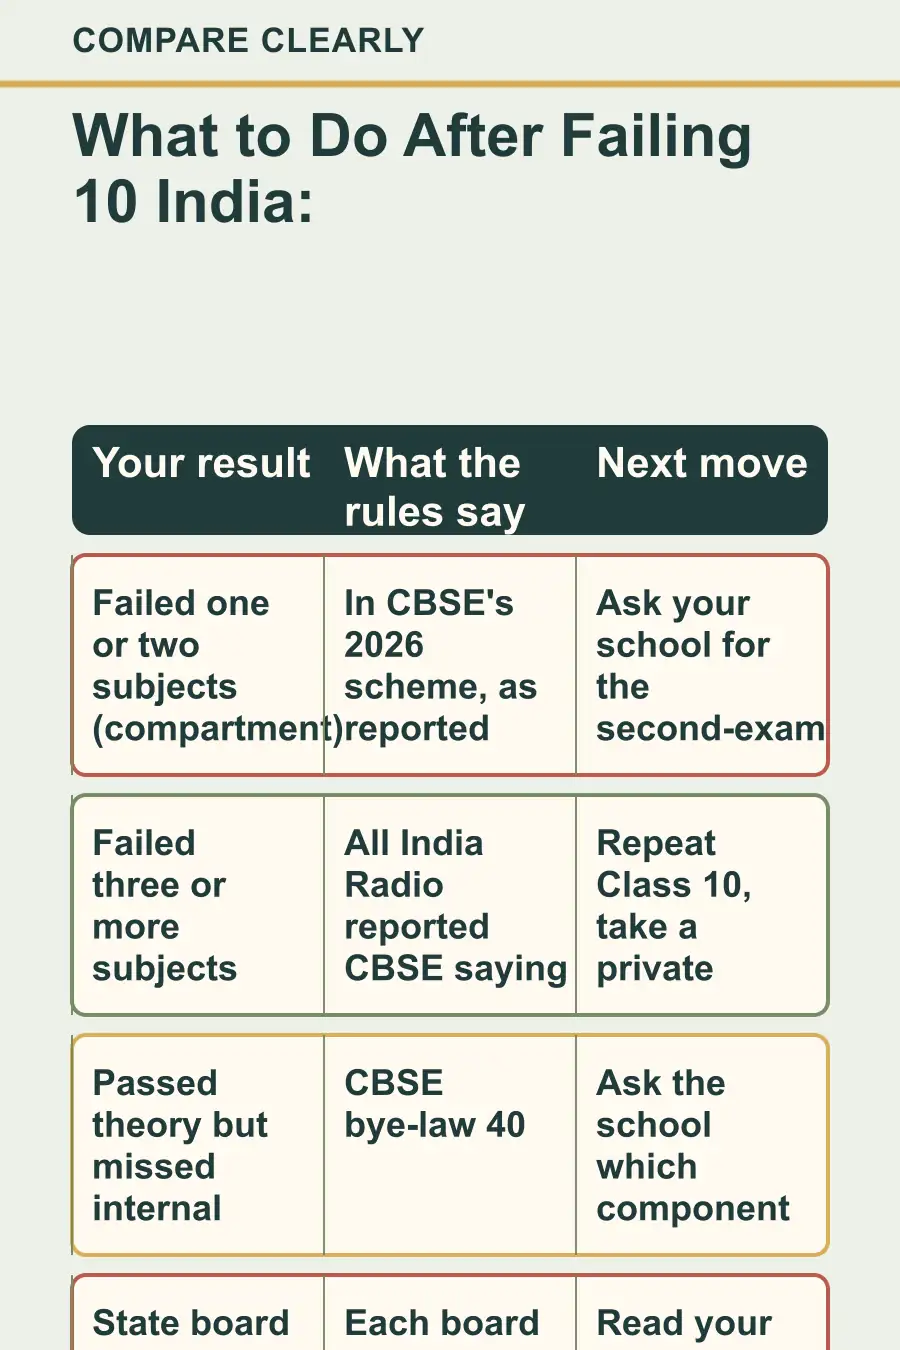 COMPARE CLEARLY
What to Do After Failing
10 India:
Your result
What the
rules say
Next move
Failed one
or two
subjects
(compartment)
In CBSE's
2026
scheme, as
reported
Ask your
school for
the
second-exam
Failed
three or
more
subjects
All India
Radio
reported
CBSE saying
Repeat
Class 10,
take a
private
Passed
theory but
missed
internal
CBSE
bye-law 40
Ask the
school
which
component
State board
Each board
Read your